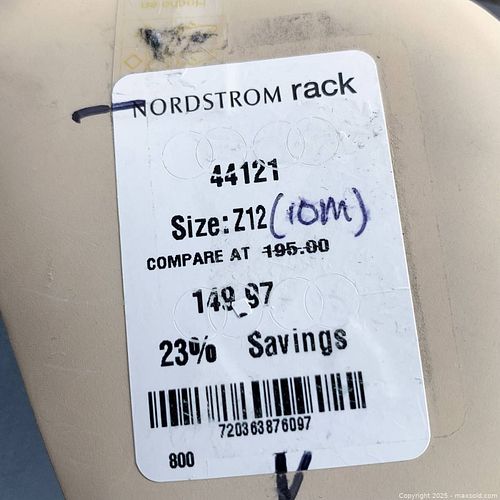 NORDSTROM rack
44121
Size: Z12 (10M)
COMPARE AT 195.00
149.97
23% Savings
720363876097
800
Copyright 2025 - maxsold.com